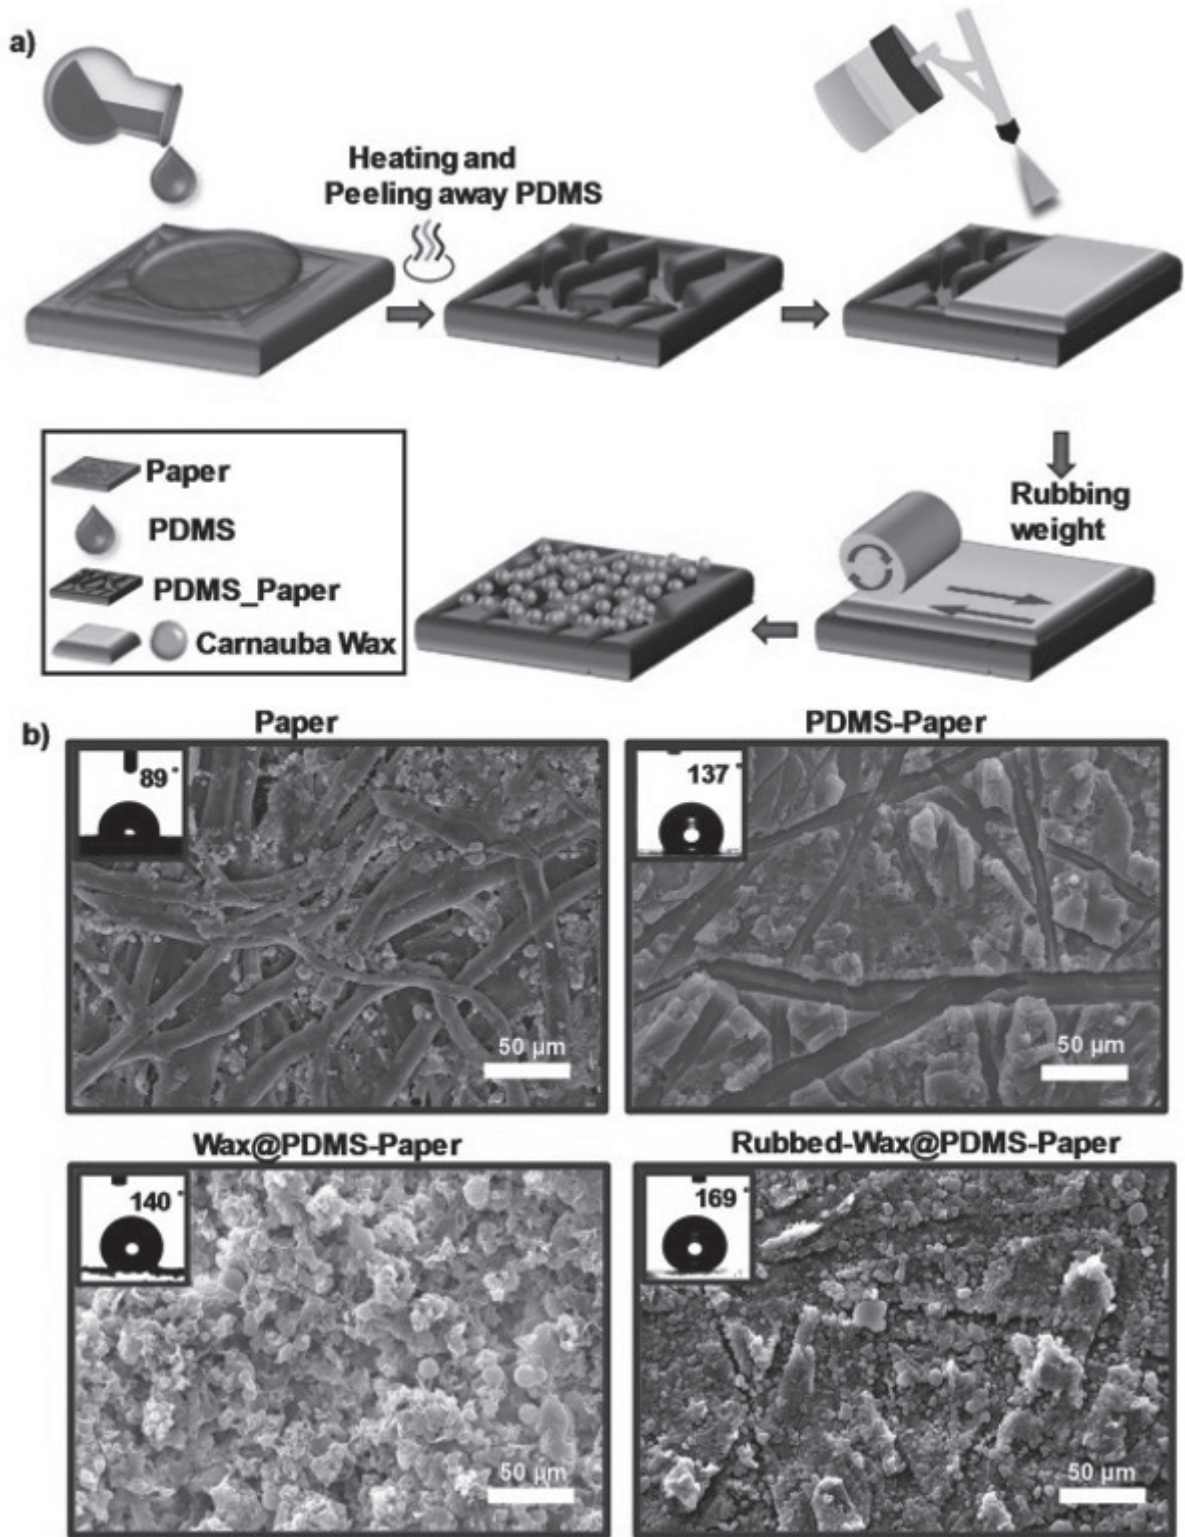 a)
Heating and
Peeling away PDMS
Rubbing
weight
Paper
PDMS
PDMS_Paper
Carnauba Wax
b)
Paper
89°
50 µm
PDMS-Paper
137°
50 µm
Wax@PDMS-Paper
140°
50 µm
Rubbed-Wax@PDMS-Paper
169°
50 µm